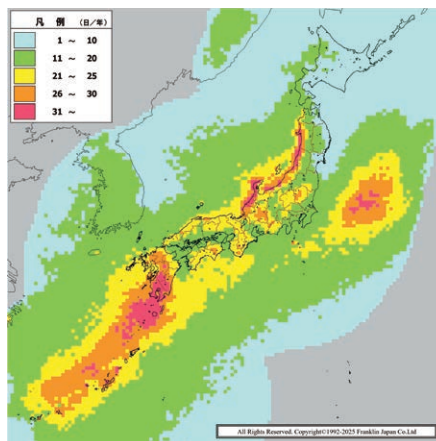 凡 例 (日/年)
1 ～ 10
11 ～ 20
21 ～ 25
26 ～ 30
31 ～
All Rights Reserved. Copyright©1992-2025 Franklin Japan Co.Ltd